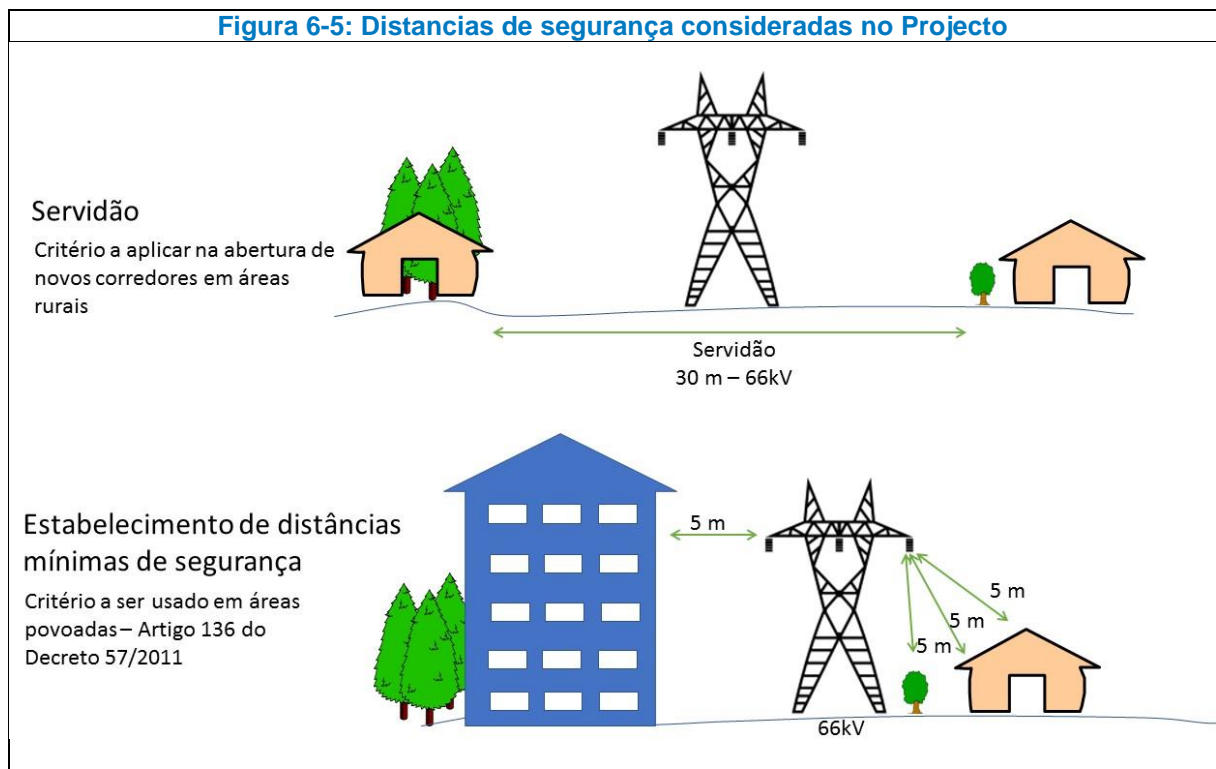 Figura 6-5: Distancias de segurança consideradas no Projecto
Servidão
Critério a aplicar na abertura de
novos corredores em áreas
rurais
Servidão
30 m – 66kV
Estabelecimento de distâncias
mínimas de segurança
Critério a ser usado em áreas
povoadas – Artigo 136 do
Decreto 57/2011
5 m
5 m
5 m
5 m
66kV